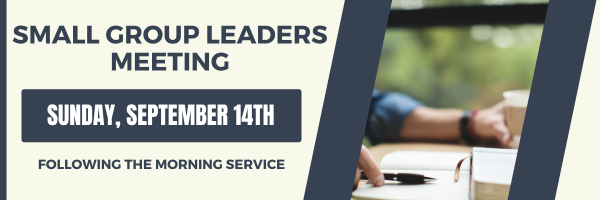 SMALL GROUP LEADERS
MEETING
SUNDAY, SEPTEMBER 14TH
FOLLOWING THE MORNING SERVICE